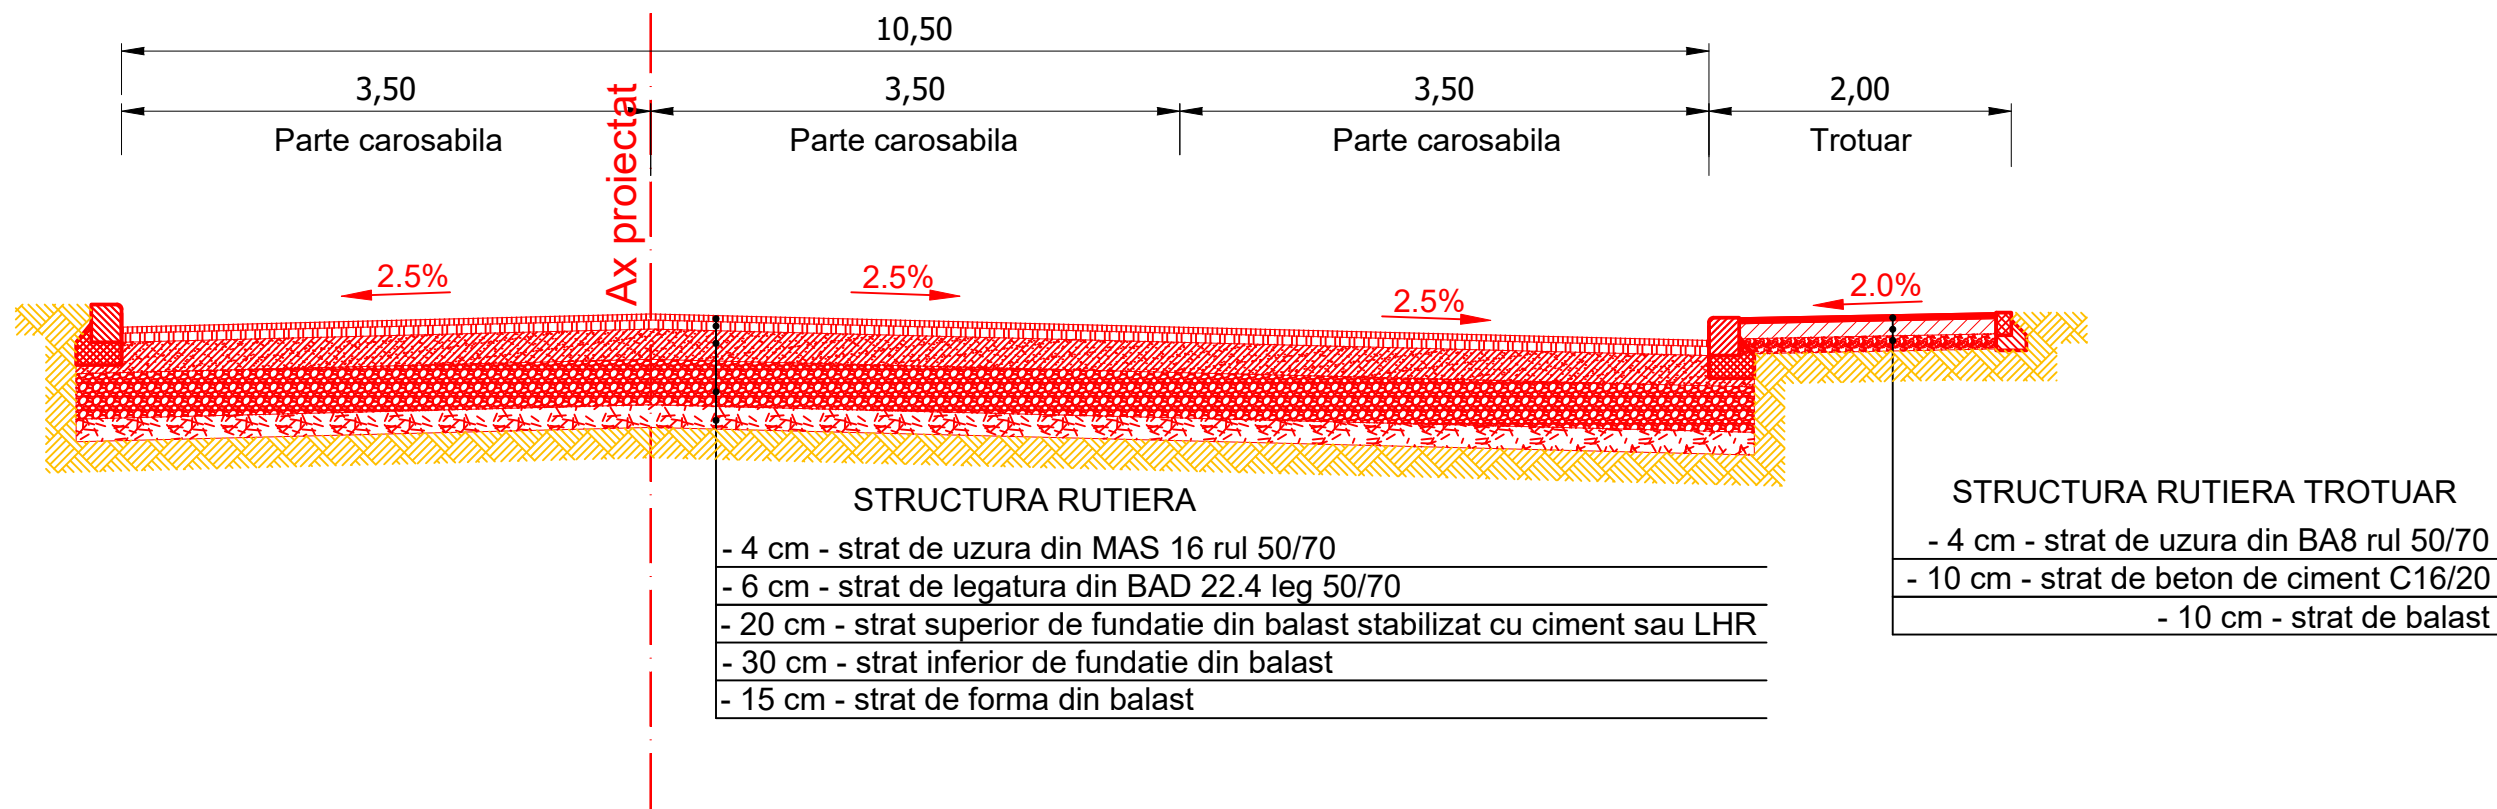 10,50
3,50
3,50
3,50
2,00
Parte carosabila
Parte carosabila
Parte carosabila
Trotuar
Ax proiectat
2.5%
2.5%
2.5%
2.0%
STRUCTURA RUTIERA
- 4 cm - strat de uzura din MAS 16 rul 50/70
- 6 cm - strat de legatura din BAD 22.4 leg 50/70
- 20 cm - strat superior de fundatie din balast stabilizat cu ciment sau LHR
- 30 cm - strat inferior de fundatie din balast
- 15 cm - strat de forma din balast
STRUCTURA RUTIERA TROTUAR
- 4 cm - strat de uzura din BA8 rul 50/70
- 10 cm - strat de beton de ciment C16/20
- 10 cm - strat de balast